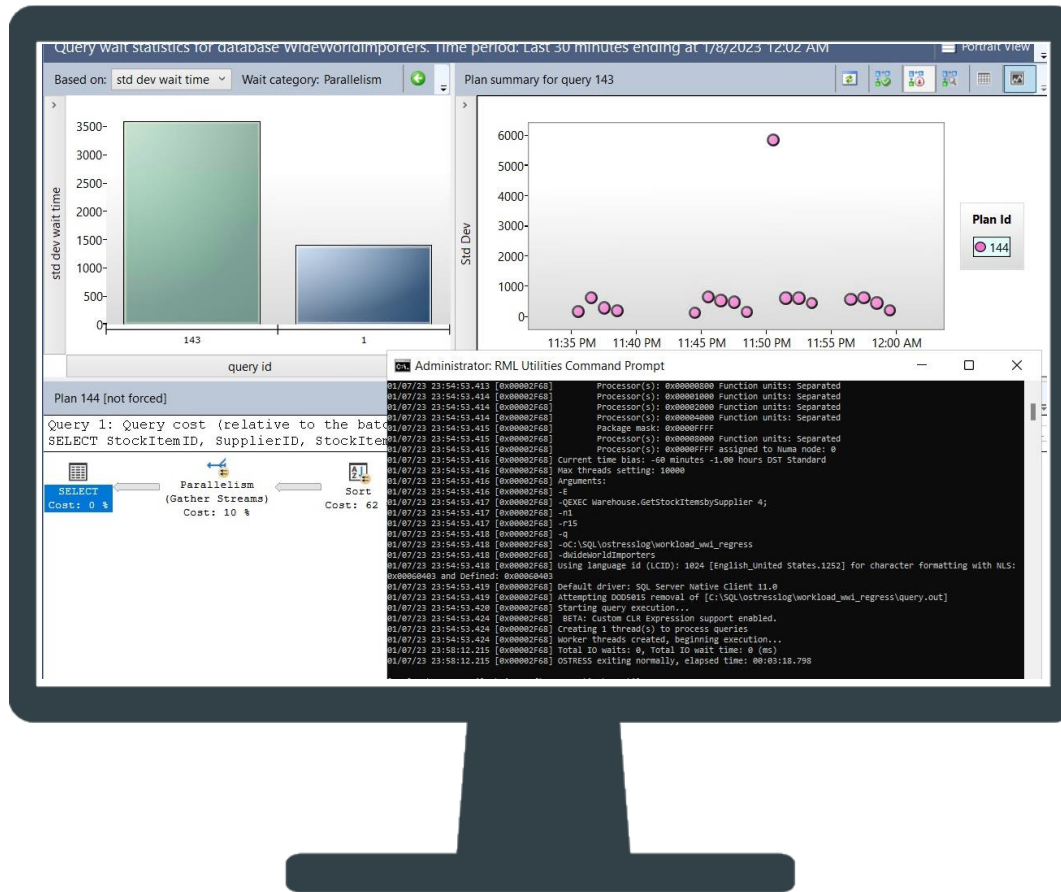 Query wait statistics for database WideWorldImporters. Time period: Last 30 minutes ending at 1/8/2023 12:02 AM
Portrait View
Based on: std dev wait time
Wait category: Parallelism
Plan summary for query 143
std dev wait time
3500
3000
2500
2000
1500
1000
500
0
143
1
query id
Std Dev
6000
5000
4000
3000
2000
1000
0
11:35 PM 11:40 PM 11:45 PM 11:50 PM 11:55 PM 12:00 AM
Plan Id
144
Plan 144 [not forced]
Query 1: Query cost (relative to the batc
SELECT StockItemID, SupplierID, StockItem
SELECT
Cost: 0 %
Parallelism
(Gather Streams)
Cost: 10 %
Sort
Cost: 62
Administrator: RML Utilities Command Prompt
01/07/23 23:54:53.413 [0x00002F68] Processor(s): 0x00000800 Function units: Separated
01/07/23 23:54:53.414 [0x00002F68] Processor(s): 0x00001000 Function units: Separated
01/07/23 23:54:53.414 [0x00002F68] Processor(s): 0x00002000 Function units: Separated
01/07/23 23:54:53.414 [0x00002F68] Processor(s): 0x00004000 Function units: Separated
01/07/23 23:54:53.415 [0x00002F68] Package mask: 0x0000FFFF
01/07/23 23:54:53.415 [0x00002F68] Processor(s): 0x00008000 Function units: Separated
01/07/23 23:54:53.415 [0x00002F68] Processor(s): 0x0000FFFF assigned to Numa node: 0
01/07/23 23:54:53.416 [0x00002F68] Current time bias: -60 minutes -1.00 hours DST Standard
01/07/23 23:54:53.416 [0x00002F68] Max threads setting: 10000
01/07/23 23:54:53.416 [0x00002F68] Arguments:
01/07/23 23:54:53.416 [0x00002F68] -E
01/07/23 23:54:53.417 [0x00002F68] -QEXEC Warehouse.GetStockItemsbySupplier 4;
01/07/23 23:54:53.417 [0x00002F68] -n1
01/07/23 23:54:53.417 [0x00002F68] -r15
01/07/23 23:54:53.418 [0x00002F68] -q
01/07/23 23:54:53.418 [0x00002F68] -oC:\SQL\ostresslog\workload_wwi_regress
01/07/23 23:54:53.418 [0x00002F68] -dWideWorldImporters
01/07/23 23:54:53.418 [0x00002F68] Using language id (LCID): 1024 [English_United States.1252] for character formatting with NLS:
0x00060403 and Defined: 0x00060403
01/07/23 23:54:53.419 [0x00002F68] Default driver: SQL Server Native Client 11.0
01/07/23 23:54:53.419 [0x00002F68] Attempting DOD5015 removal of [C:\SQL\ostresslog\workload_wwi_regress\query.out]
01/07/23 23:54:53.420 [0x00002F68] Starting query execution...
01/07/23 23:54:53.424 [0x00002F68] BETA: Custom CLR Expression support enabled.
01/07/23 23:54:53.424 [0x00002F68] Creating 1 thread(s) to process queries
01/07/23 23:54:53.424 [0x00002F68] Worker threads created, beginning execution...
01/07/23 23:58:12.215 [0x00002F68] Total IO waits: 0, Total IO wait time: 0 (ms)
01/07/23 23:58:12.215 [0x00002F68] OSTRESS exiting normally, elapsed time: 00:03:18.798